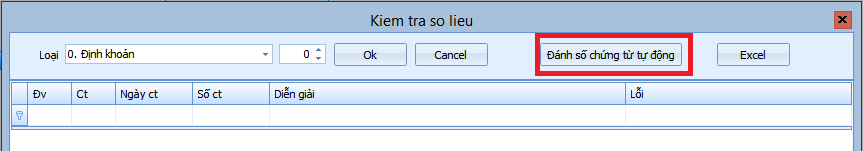 Kiem tra so lieu
Loại 0. Định khoản 0 Ok Cancel Đánh số chứng từ tự động Excel
Đv Ct Ngày ct Số ct Diễn giải Lỗi